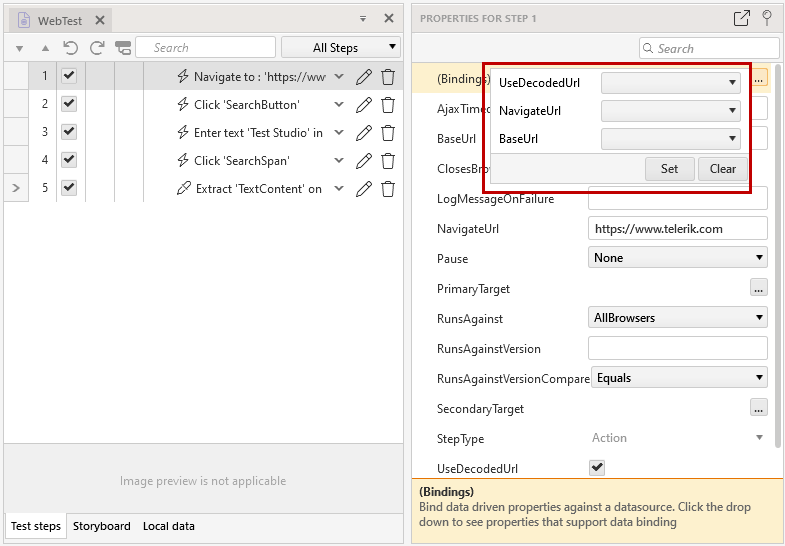 WebTest
Search
All Steps
1 Navigate to : 'https://ww
2 Click 'SearchButton'
3 Enter text 'Test Studio' in
4 Click 'SearchSpan'
5 Extract 'TextContent' on
Image preview is not applicable
Test steps Storyboard Local data
PROPERTIES FOR STEP 1
Search
(Bindings) ...
UseDecodedUrl
NavigateUrl
BaseUrl
Set Clear
AjaxTimeo
BaseUrl
ClosesBro
LogMessageOnFailure
NavigateUrl https://www.telerik.com
Pause None
PrimaryTarget ...
RunsAgainst AllBrowsers
RunsAgainstVersion
RunsAgainstVersionCompare Equals
SecondaryTarget ...
StepType Action
UseDecodedUrl
(Bindings)
Bind data driven properties against a datasource. Click the drop
down to see properties that support data binding